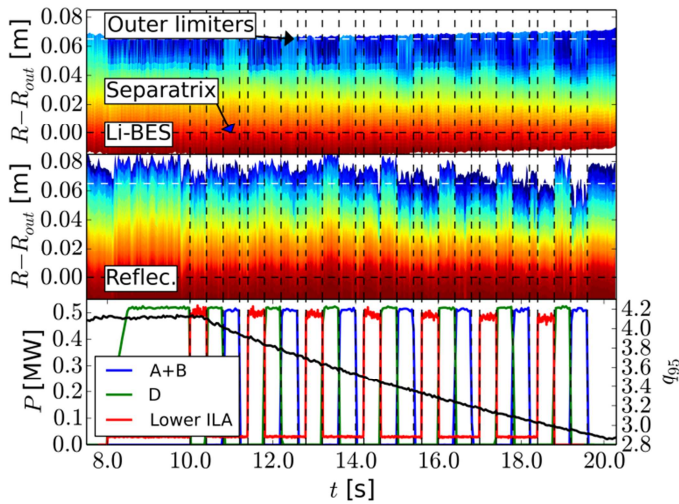 Outer limiters
0.08
0.06
0.04
0.02
0.00
R−R_out [m]
Separatrix
Li-BES
0.08
0.06
0.04
0.02
0.00
R−R_out [m]
Reflec.
0.5
0.4
0.3
0.2
0.1
0.0
P [MW]
A+B
D
Lower ILA
4.2
4.0
3.8
3.6
3.4
3.2
3.0
2.8
q_95
8.0 10.0 12.0 14.0 16.0 18.0 20.0
t [s]